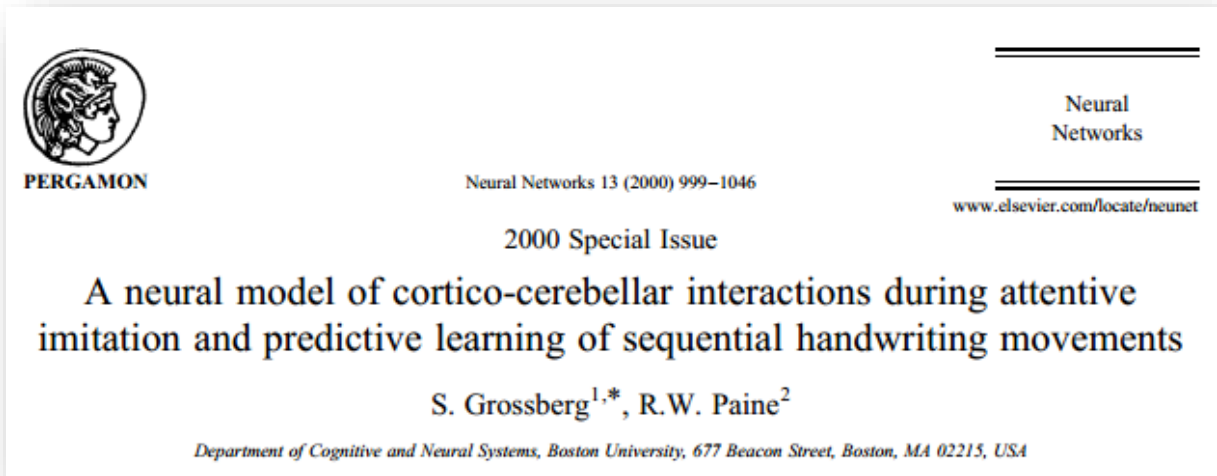 PERGAMON
Neural
Networks
Neural Networks 13 (2000) 999–1046
www.elsevier.com/locate/neunet
2000 Special Issue
A neural model of cortico-cerebellar interactions during attentive
imitation and predictive learning of sequential handwriting movements
S. Grossberg¹,*, R.W. Paine²
Department of Cognitive and Neural Systems, Boston University, 677 Beacon Street, Boston, MA 02215, USA